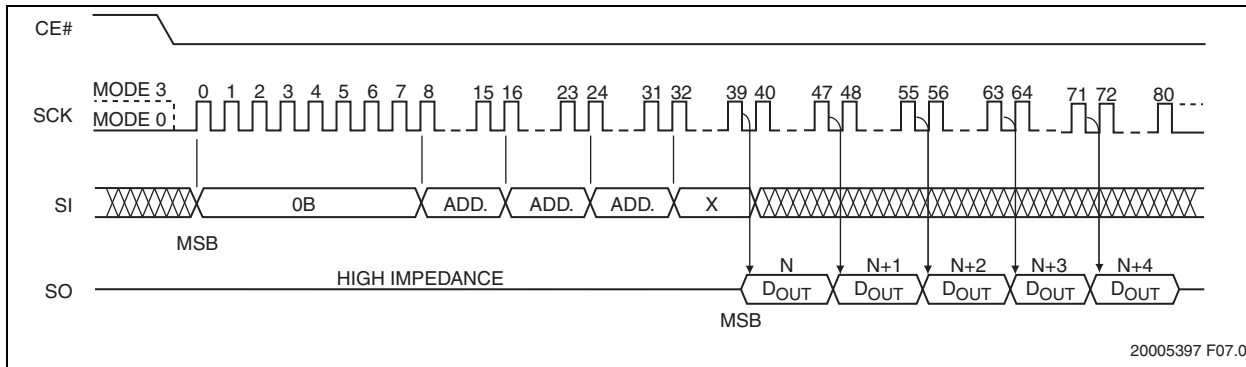 CE#
MODE 3
0 1 2 3 4 5 6 7 8 15 16 23 24 31 32 39 40 47 48 55 56 63 64 71 72 80
SCK
MODE 0
SI
0B
ADD.
ADD.
ADD.
X
MSB
HIGH IMPEDANCE
N
N+1
N+2
N+3
N+4
SO
DOUT
DOUT
DOUT
DOUT
DOUT
MSB
20005397 F07.0